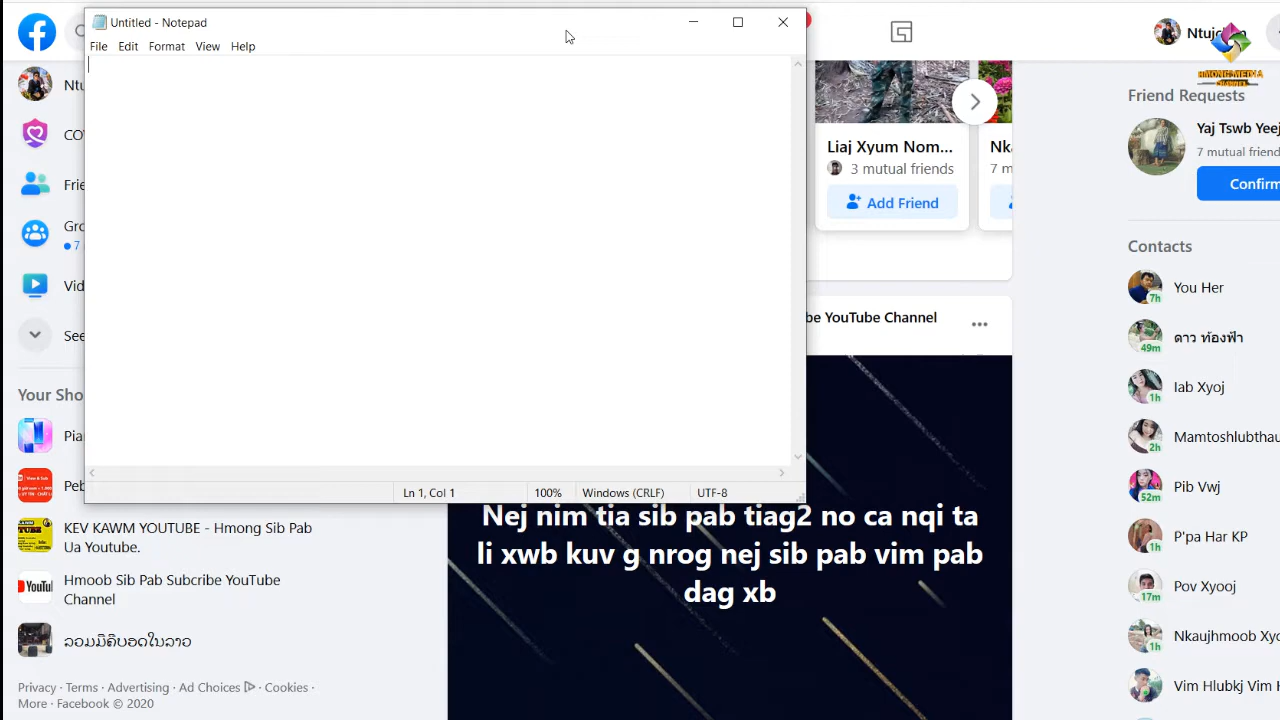 Untitled - Notepad
File Edit Format View Help
Ln 1, Col 1 100% Windows (CRLF) UTF-8
Your Sho
KEV KAWM YOUTUBE - Hmong Sib Pab
Ua Youtube.
Hmoob Sib Pab Subcribe YouTube
Channel
ລວມມືຄິບອດໃນລາວ
Privacy · Terms · Advertising · Ad Choices · Cookies ·
More · Facebook © 2020
Liaj Xyum Nom...
3 mutual friends
Add Friend
be YouTube Channel
Nej nim tia sib pab tiag2 no ca nqi ta
li xwb kuv g nrog nej sib pab vim pab
dag xb
HMONG MEDIA
CHANNEL
Friend Requests
Yaj Tswb Yeej
7 mutual friend
Confirm
Contacts
You Her
7h
ดาว ท้องฟ้า
49m
Iab Xyoj
1h
Mamtoshlubthau
2h
Pib Vwj
52m
P'pa Har KP
1h
Pov Xyooj
17m
Nkaujhmoob Xyo
1h
Vim Hlubkj Vim H